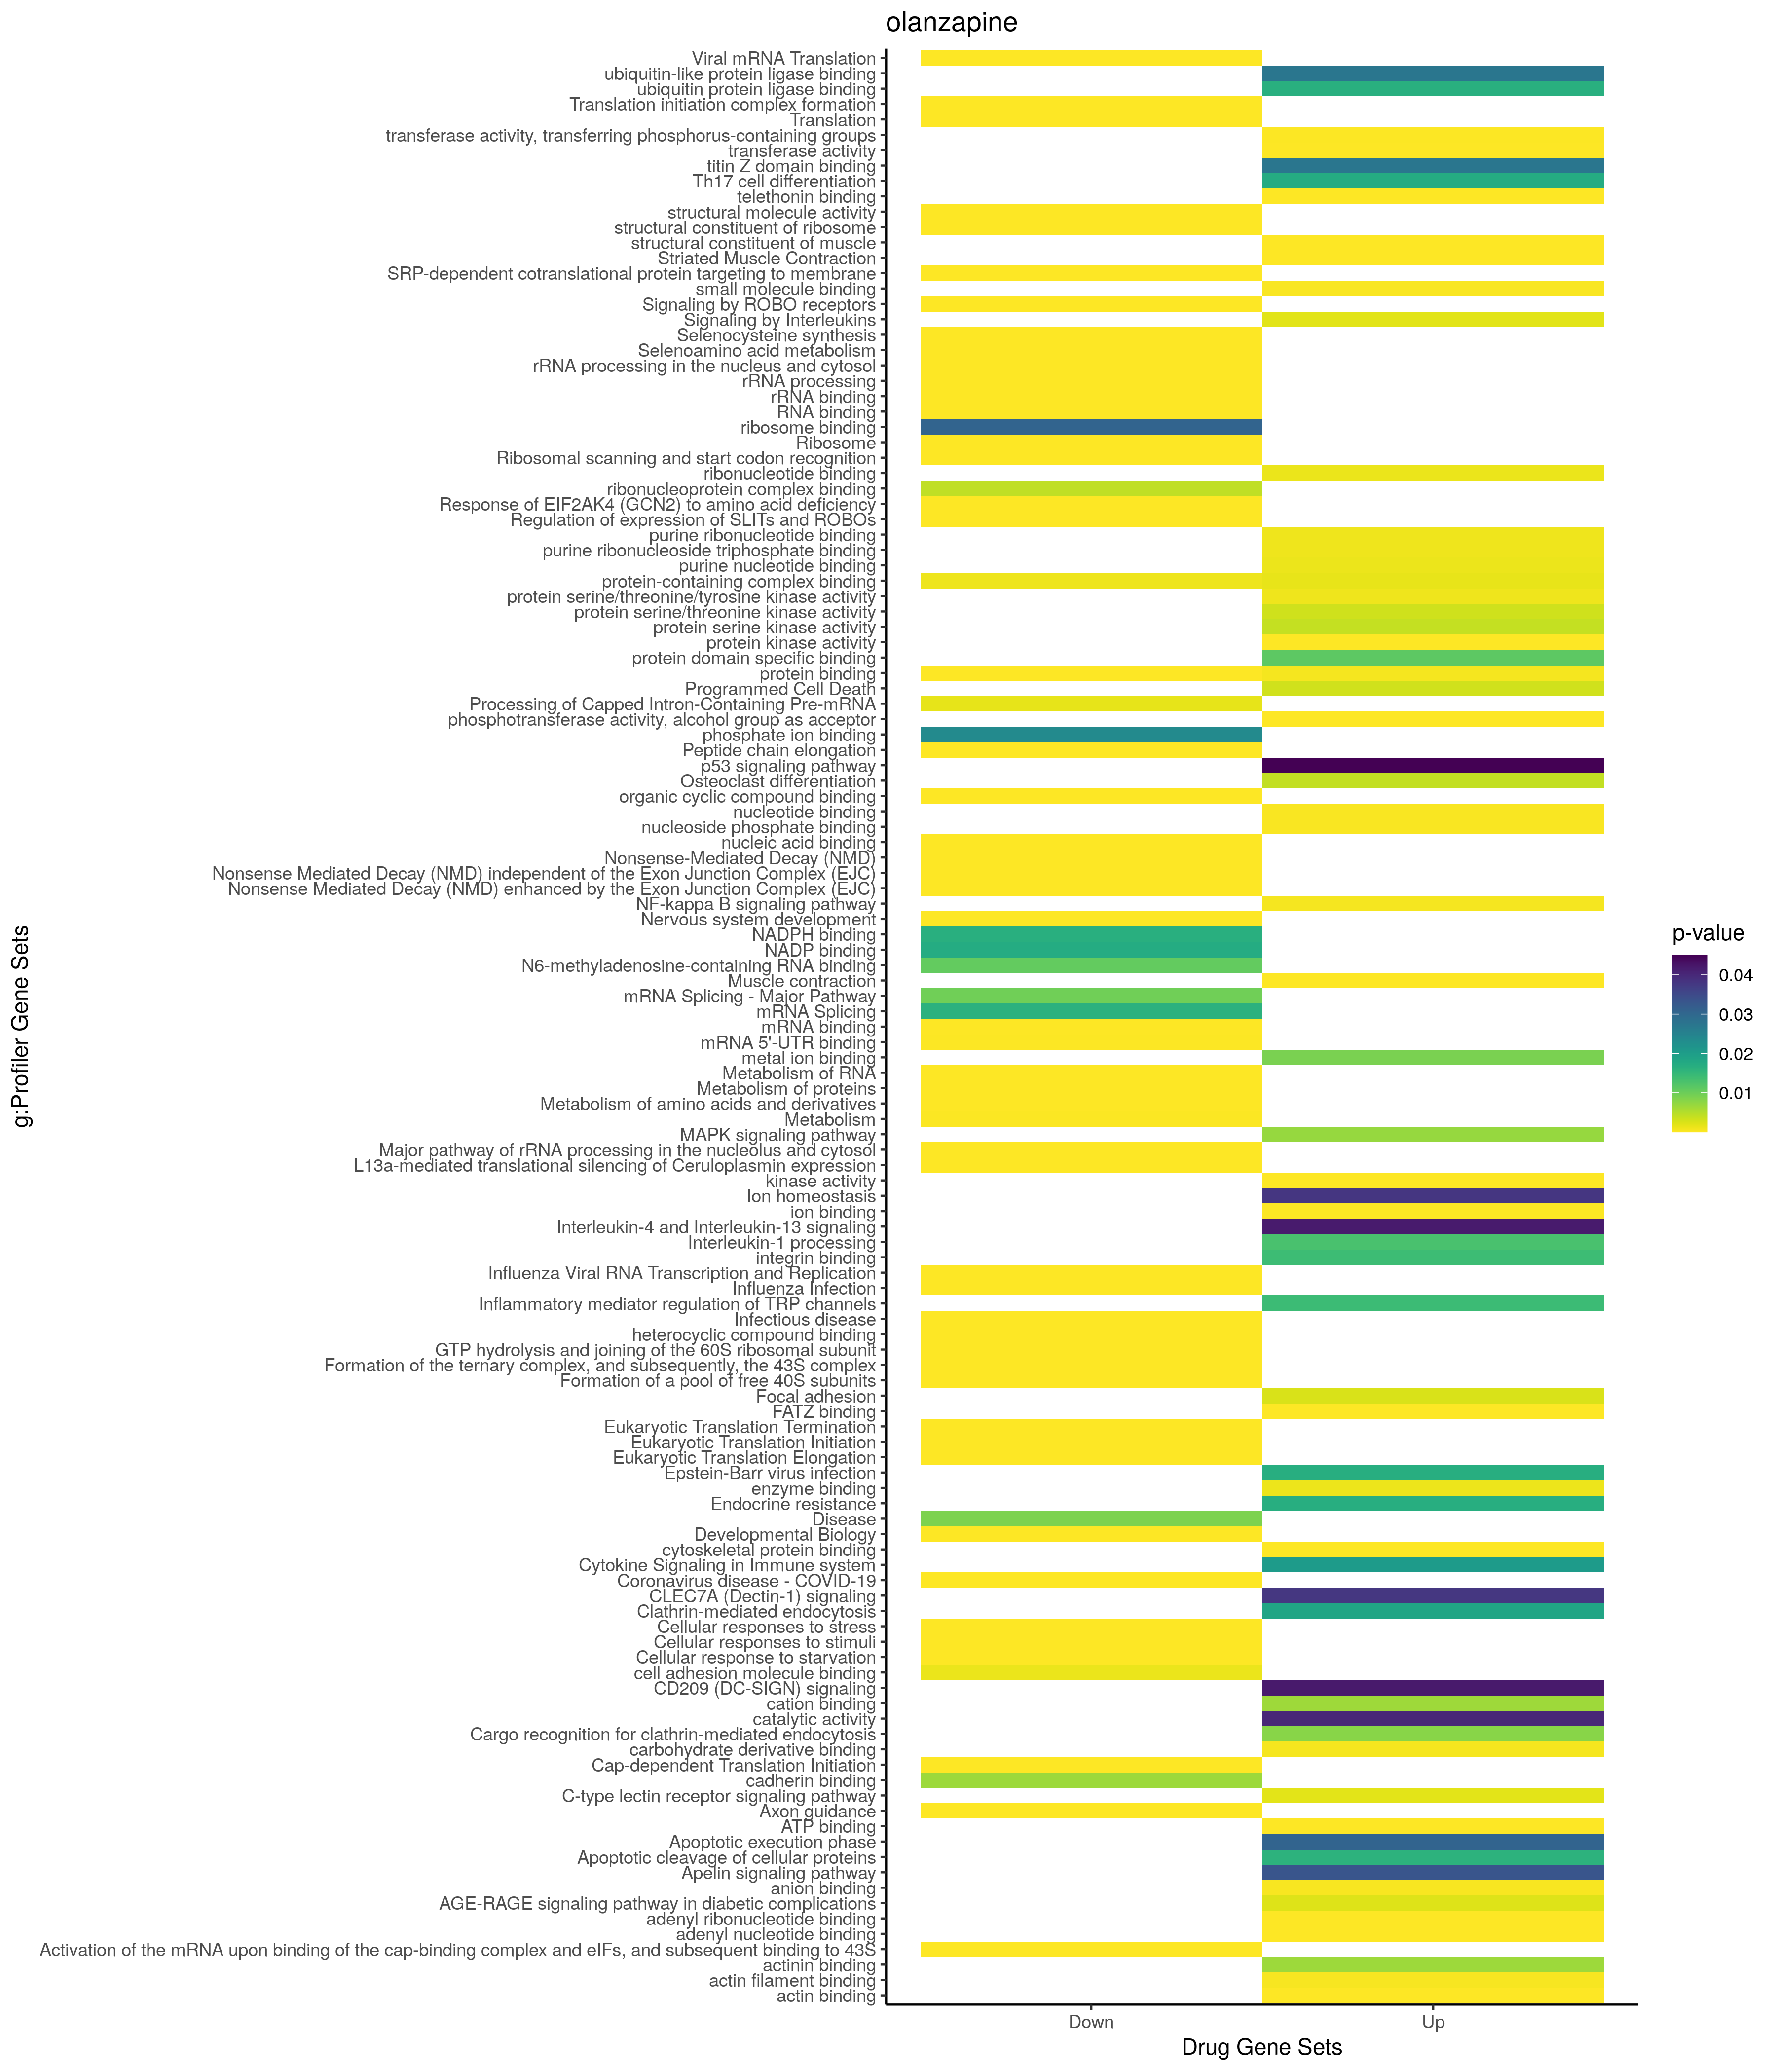 olanzapine
g:Profiler Gene Sets
Viral mRNA Translation
ubiquitin-like protein ligase binding
ubiquitin protein ligase binding
Translation initiation complex formation
Translation
transferase activity, transferring phosphorus-containing groups
transferase activity
titin Z domain binding
Th17 cell differentiation
telethonin binding
structural molecule activity
structural constituent of ribosome
structural constituent of muscle
Striated Muscle Contraction
SRP-dependent cotranslational protein targeting to membrane
small molecule binding
Signaling by ROBO receptors
Signaling by Interleukins
Selenocysteine synthesis
Selenoamino acid metabolism
rRNA processing in the nucleus and cytosol
rRNA processing
rRNA binding
RNA binding
ribosome binding
Ribosome
Ribosomal scanning and start codon recognition
ribonucleotide binding
ribonucleoprotein complex binding
Response of EIF2AK4 (GCN2) to amino acid deficiency
Regulation of expression of SLITs and ROBOs
purine ribonucleotide binding
purine ribonucleoside triphosphate binding
purine nucleotide binding
protein-containing complex binding
protein serine/threonine/tyrosine kinase activity
protein serine/threonine kinase activity
protein serine kinase activity
protein kinase activity
protein domain specific binding
protein binding
Programmed Cell Death
Processing of Capped Intron-Containing Pre-mRNA
phosphotransferase activity, alcohol group as acceptor
phosphate ion binding
Peptide chain elongation
p53 signaling pathway
Osteoclast differentiation
organic cyclic compound binding
nucleotide binding
nucleoside phosphate binding
nucleic acid binding
Nonsense-Mediated Decay (NMD)
Nonsense Mediated Decay (NMD) independent of the Exon Junction Complex (EJC)
Nonsense Mediated Decay (NMD) enhanced by the Exon Junction Complex (EJC)
NF-kappa B signaling pathway
Nervous system development
NADPH binding
NADP binding
N6-methyladenosine-containing RNA binding
Muscle contraction
mRNA Splicing - Major Pathway
mRNA Splicing
mRNA binding
mRNA 5'-UTR binding
metal ion binding
Metabolism of RNA
Metabolism of proteins
Metabolism of amino acids and derivatives
Metabolism
MAPK signaling pathway
Major pathway of rRNA processing in the nucleolus and cytosol
L13a-mediated translational silencing of Ceruloplasmin expression
kinase activity
Ion homeostasis
ion binding
Interleukin-4 and Interleukin-13 signaling
Interleukin-1 processing
integrin binding
Influenza Viral RNA Transcription and Replication
Influenza Infection
Inflammatory mediator regulation of TRP channels
Infectious disease
heterocyclic compound binding
GTP hydrolysis and joining of the 60S ribosomal subunit
Formation of the ternary complex, and subsequently, the 43S complex
Formation of a pool of free 40S subunits
Focal adhesion
FATZ binding
Eukaryotic Translation Termination
Eukaryotic Translation Initiation
Eukaryotic Translation Elongation
Epstein-Barr virus infection
enzyme binding
Endocrine resistance
Disease
Developmental Biology
cytoskeletal protein binding
Cytokine Signaling in Immune system
Coronavirus disease - COVID-19
CLEC7A (Dectin-1) signaling
Clathrin-mediated endocytosis
Cellular responses to stress
Cellular responses to stimuli
Cellular response to starvation
cell adhesion molecule binding
CD209 (DC-SIGN) signaling
cation binding
catalytic activity
Cargo recognition for clathrin-mediated endocytosis
carbohydrate derivative binding
Cap-dependent Translation Initiation
cadherin binding
C-type lectin receptor signaling pathway
Axon guidance
ATP binding
Apoptotic execution phase
Apoptotic cleavage of cellular proteins
Apelin signaling pathway
anion binding
AGE-RAGE signaling pathway in diabetic complications
adenyl ribonucleotide binding
adenyl nucleotide binding
Activation of the mRNA upon binding of the cap-binding complex and eIFs, and subsequent binding to 43S
actinin binding
actin filament binding
actin binding
Down
Up
Drug Gene Sets
p-value
0.04
0.03
0.02
0.01